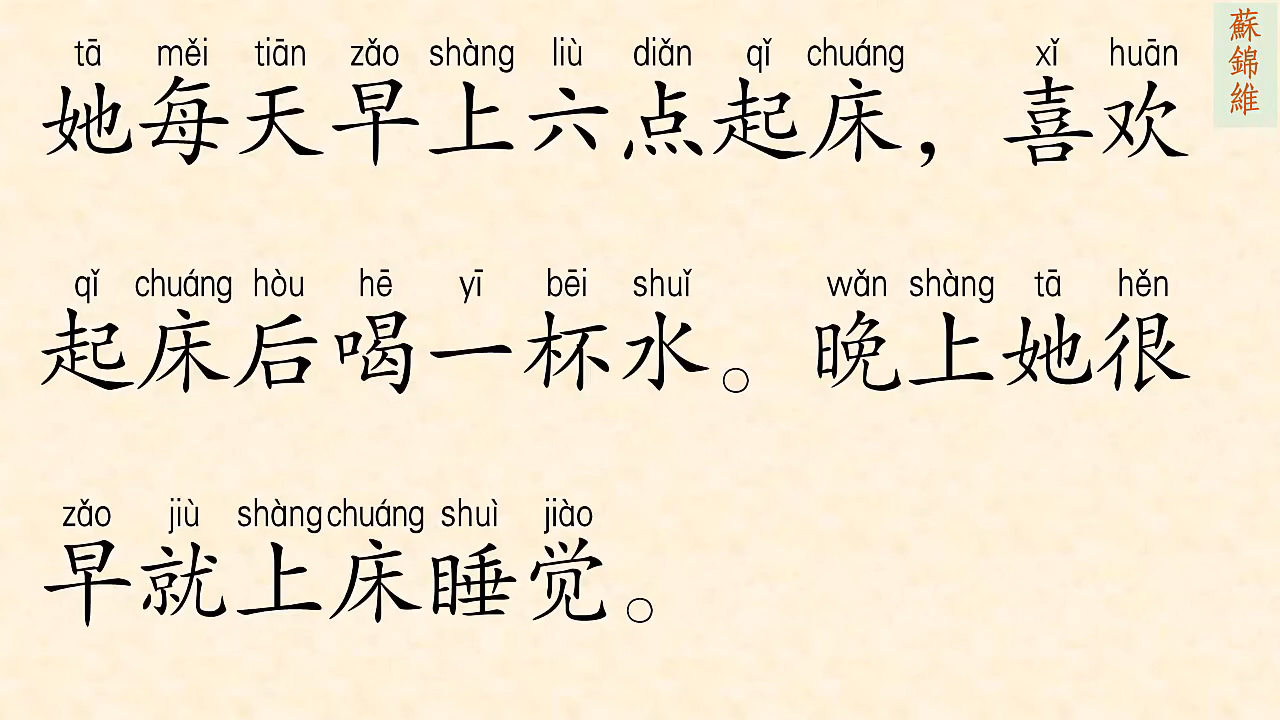 tā měi tiān zǎo shàng liù diǎn qǐ chuáng xǐ huān
她每天早上六点起床，喜欢
qǐ chuáng hòu hē yī bēi shuǐ wǎn shàng tā hěn
起床后喝一杯水。晚上她很
zǎo jiù shàng chuáng shuì jiào
早就上床睡觉。
蘇錦維